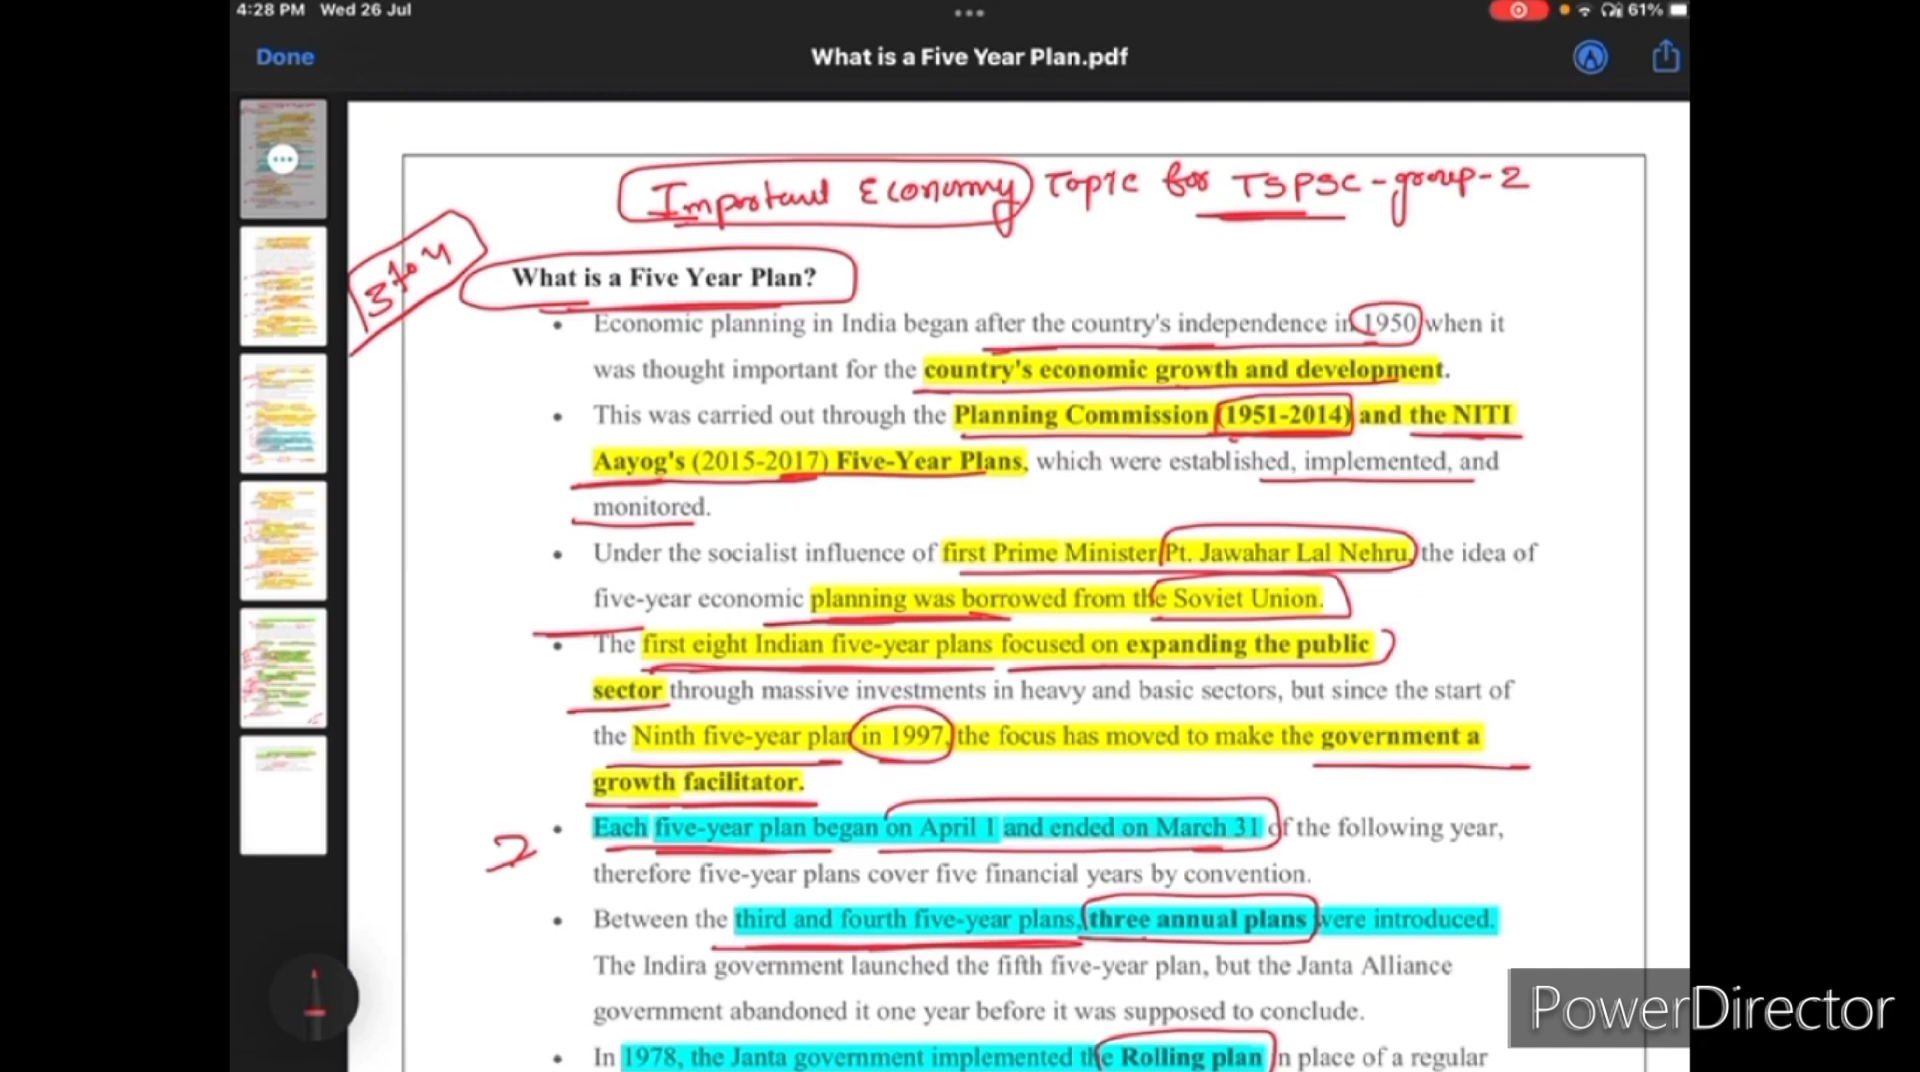 4:28 PM Wed 26 Jul
61%
Done
What is a Five Year Plan.pdf
Important Economy Topic for TSPSC-group-2
3 to 4
What is a Five Year Plan?
• Economic planning in India began after the country's independence in 1950 when it
was thought important for the country's economic growth and development.
• This was carried out through the Planning Commission (1951-2014) and the NITI
Aayog's (2015-2017) Five-Year Plans, which were established, implemented, and
monitored.
• Under the socialist influence of first Prime Minister Pt. Jawahar Lal Nehru, the idea of
five-year economic planning was borrowed from the Soviet Union.
• The first eight Indian five-year plans focused on expanding the public
sector through massive investments in heavy and basic sectors, but since the start of
the Ninth five-year plan in 1997, the focus has moved to make the government a
growth facilitator.
• Each five-year plan began on April 1 and ended on March 31 of the following year,
therefore five-year plans cover five financial years by convention.
• Between the third and fourth five-year plans, three annual plans were introduced.
The Indira government launched the fifth five-year plan, but the Janta Alliance
government abandoned it one year before it was supposed to conclude.
• In 1978, the Janta government implemented the Rolling plan in place of a regular
PowerDirector